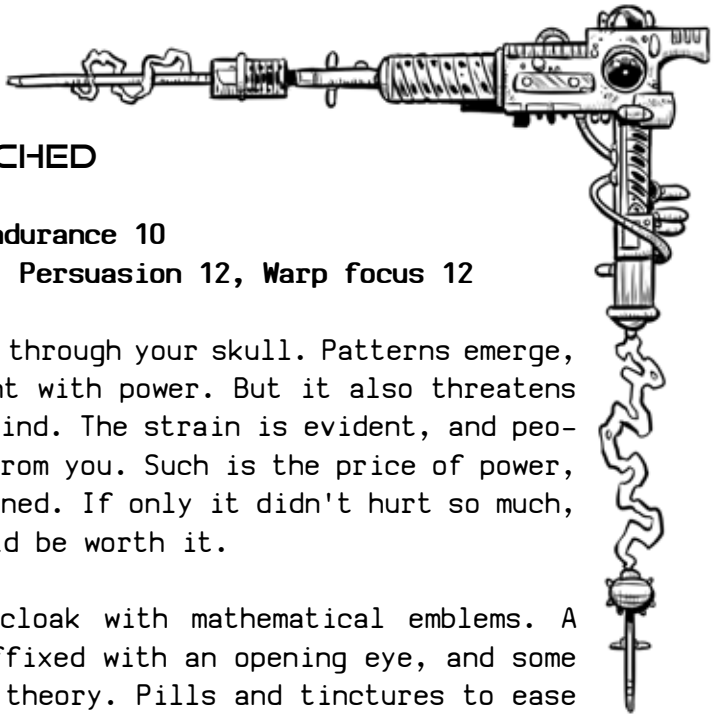 CHED
ndurance 10
Persuasion 12, Warp focus 12
through your skull. Patterns emerge,
nt with power. But it also threatens
ind. The strain is evident, and peo-
rom you. Such is the price of power,
ned. If only it didn't hurt so much,
ld be worth it.
cloak with mathematical emblems. A
ffixed with an opening eye, and some
theory. Pills and tinctures to ease